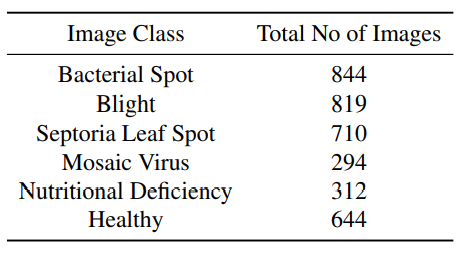 Image Class Total No of Images
Bacterial Spot 844
Blight 819
Septoria Leaf Spot 710
Mosaic Virus 294
Nutritional Deficiency 312
Healthy 644